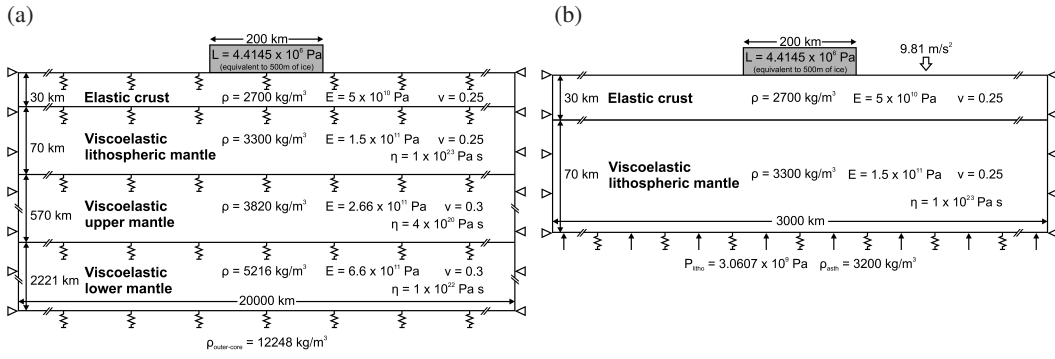 (a)
200 km
L = 4.4145 x 10⁶ Pa
(equivalent to 500m of ice)
30 km Elastic crust ρ = 2700 kg/m³ E = 5 x 10¹⁰ Pa v = 0.25
70 km Viscoelastic lithospheric mantle ρ = 3300 kg/m³ E = 1.5 x 10¹¹ Pa v = 0.25
η = 1 x 10²³ Pa s
570 km Viscoelastic upper mantle ρ = 3820 kg/m³ E = 2.66 x 10¹¹ Pa v = 0.3
η = 4 x 10²⁰ Pa s
2221 km Viscoelastic lower mantle ρ = 5216 kg/m³ E = 6.6 x 10¹¹ Pa v = 0.3
η = 1 x 10²² Pa s
20000 km
ρouter-core = 12248 kg/m³
(b)
200 km
L = 4.4145 x 10⁶ Pa
(equivalent to 500m of ice)
9.81 m/s²
30 km Elastic crust ρ = 2700 kg/m³ E = 5 x 10¹⁰ Pa v = 0.25
70 km Viscoelastic lithospheric mantle ρ = 3300 kg/m³ E = 1.5 x 10¹¹ Pa v = 0.25
η = 1 x 10²³ Pa s
3000 km
Plitho = 3.0607 x 10⁹ Pa ρasth = 3200 kg/m³